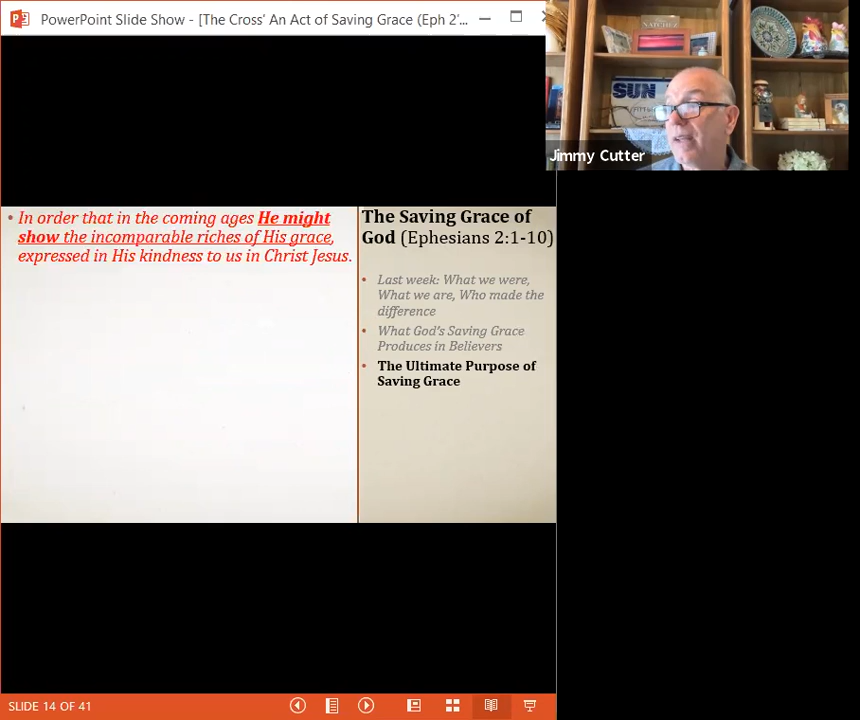 PowerPoint Slide Show - [The Cross' An Act of Saving Grace (Eph 2'...
NATCHEZ
SUN
Jimmy Cutter
• In order that in the coming ages He might
show the incomparable riches of His grace,
expressed in His kindness to us in Christ Jesus.
The Saving Grace of
God (Ephesians 2:1-10)
• Last week: What we were,
What we are, Who made the
difference
• What God's Saving Grace
Produces in Believers
• The Ultimate Purpose of
Saving Grace
SLIDE 14 OF 41